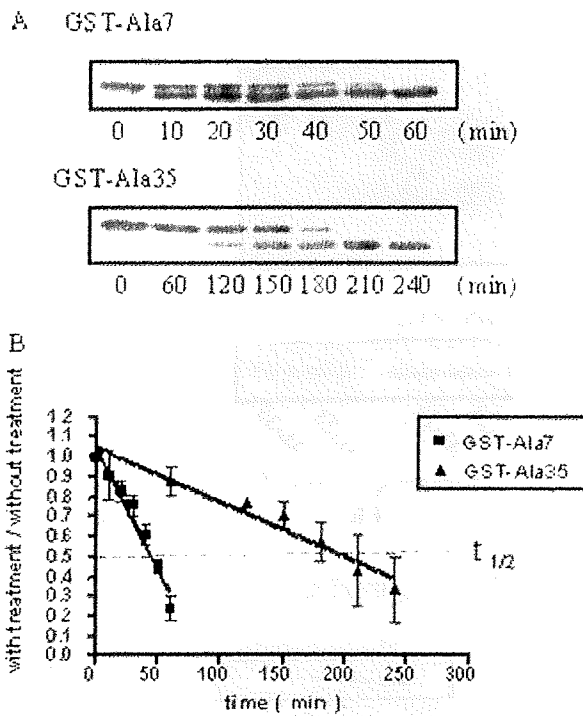 A GST-Ala7
0 10 20 30 40 50 60 (min)
GST-Ala35
0 60 120 150 180 210 240 (min)
B
with treatment / without treatment
1.2
1.1
1.0
0.9
0.8
0.7
0.6
0.5
0.4
0.3
0.2
0.1
0.0
GST-Ala7
GST-Ala35
t 1/2
0 50 100 150 200 250 300
time ( min )